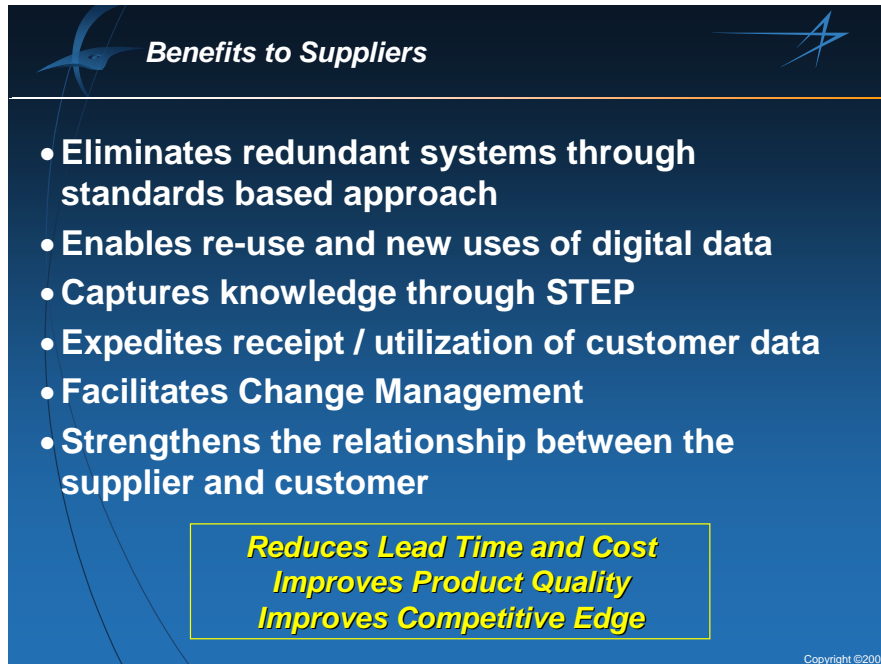 Benefits to Suppliers
• Eliminates redundant systems through
standards based approach
• Enables re-use and new uses of digital data
• Captures knowledge through STEP
• Expedites receipt / utilization of customer data
• Facilitates Change Management
• Strengthens the relationship between the
supplier and customer
Reduces Lead Time and Cost
Improves Product Quality
Improves Competitive Edge
Copyright ©200